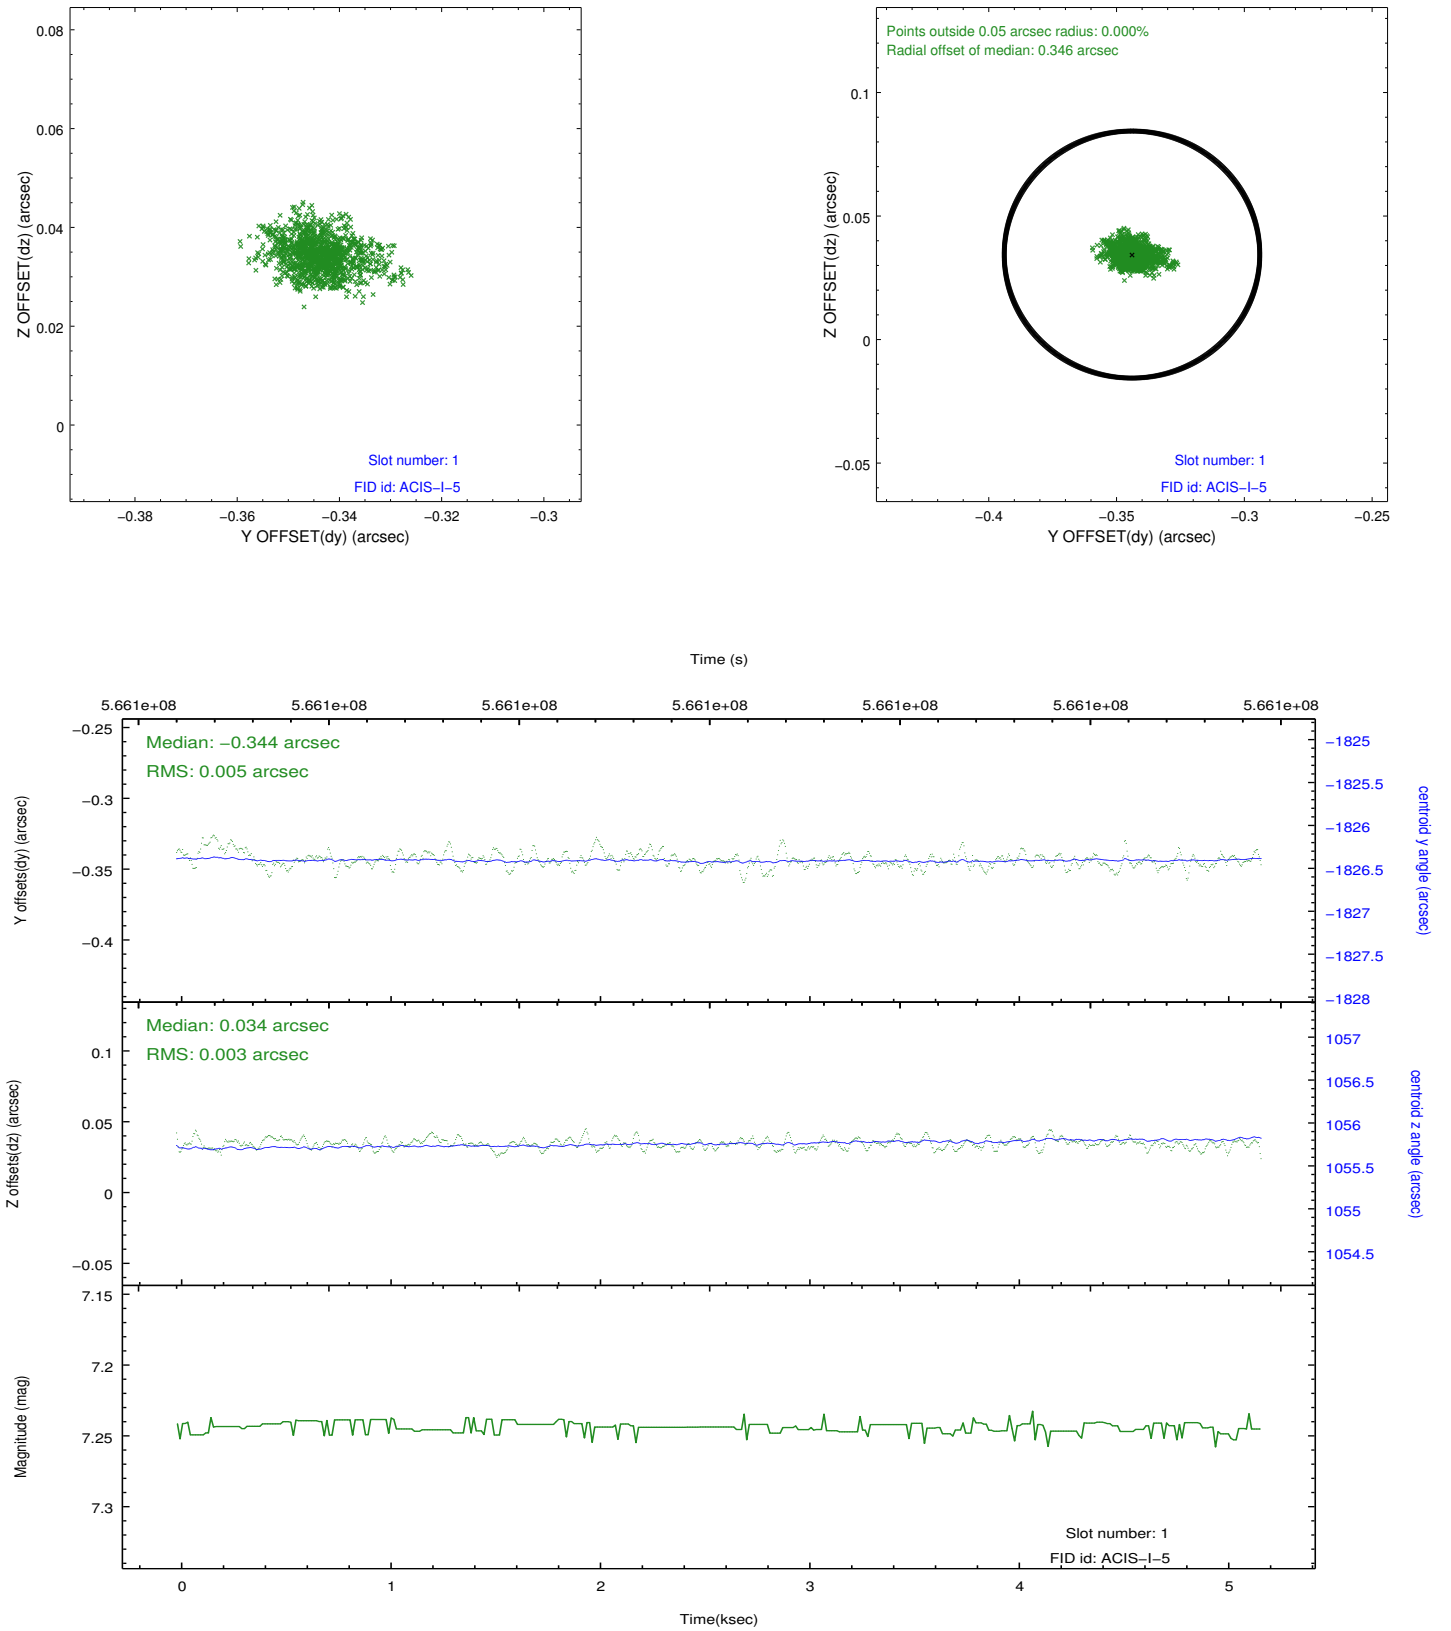 0.08
0.06
0.04
0.02
0
Z OFFSET(dz) (arcsec)
Slot number: 1
FID id: ACIS−I−5
−0.38 −0.36 −0.34 −0.32 −0.3
Y OFFSET(dy) (arcsec)
Points outside 0.05 arcsec radius: 0.000%
Radial offset of median: 0.346 arcsec
0.1
0.05
0
−0.05
Z OFFSET(dz) (arcsec)
Slot number: 1
FID id: ACIS−I−5
−0.4 −0.35 −0.3 −0.25
Y OFFSET(dy) (arcsec)
Time (s)
5.661e+08 5.661e+08 5.661e+08 5.661e+08 5.661e+08 5.661e+08 5.661e+08
Median: −0.344 arcsec
RMS: 0.005 arcsec
−0.25
−0.3
−0.35
−0.4
Y offsets(dy) (arcsec)
−1825
−1825.5
−1826
−1826.5
−1827
−1827.5
−1828
centroid y angle (arcsec)
Median: 0.034 arcsec
RMS: 0.003 arcsec
0.1
0.05
0
−0.05
Z offsets(dz) (arcsec)
1057
1056.5
1056
1055.5
1055
1054.5
centroid z angle (arcsec)
7.15
7.2
7.25
7.3
Magnitude (mag)
Slot number: 1
FID id: ACIS−I−5
0 1 2 3 4 5
Time(ksec)